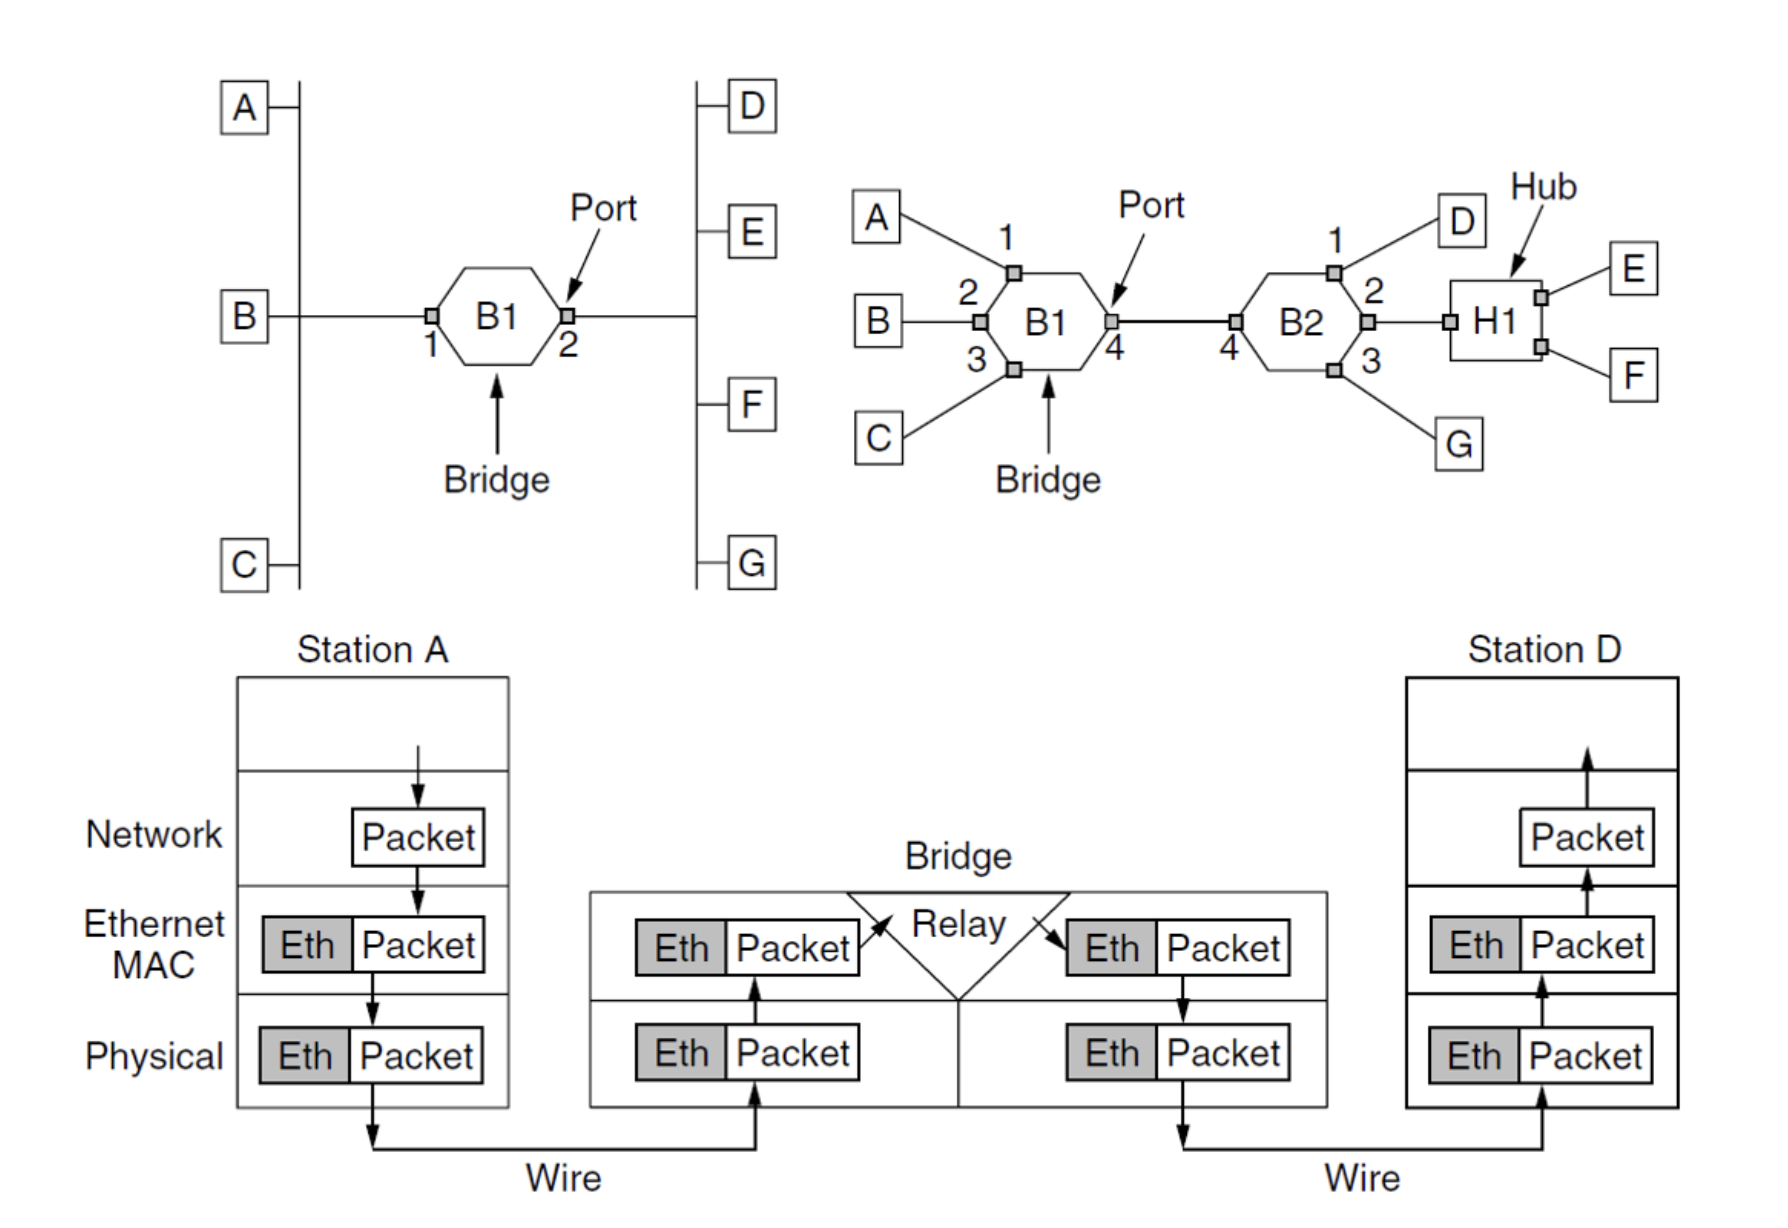 A
B
C
D
E
F
G
Port
B1
1
2
Bridge
A
B
C
1
2
3
B1
4
Port
Bridge
4
B2
1
2
3
D
G
Hub
H1
E
F
Station A
Network
Packet
Ethernet
MAC
Eth Packet
Physical
Eth Packet
Wire
Bridge
Eth Packet
Relay
Eth Packet
Eth Packet
Eth Packet
Wire
Station D
Packet
Eth Packet
Eth Packet